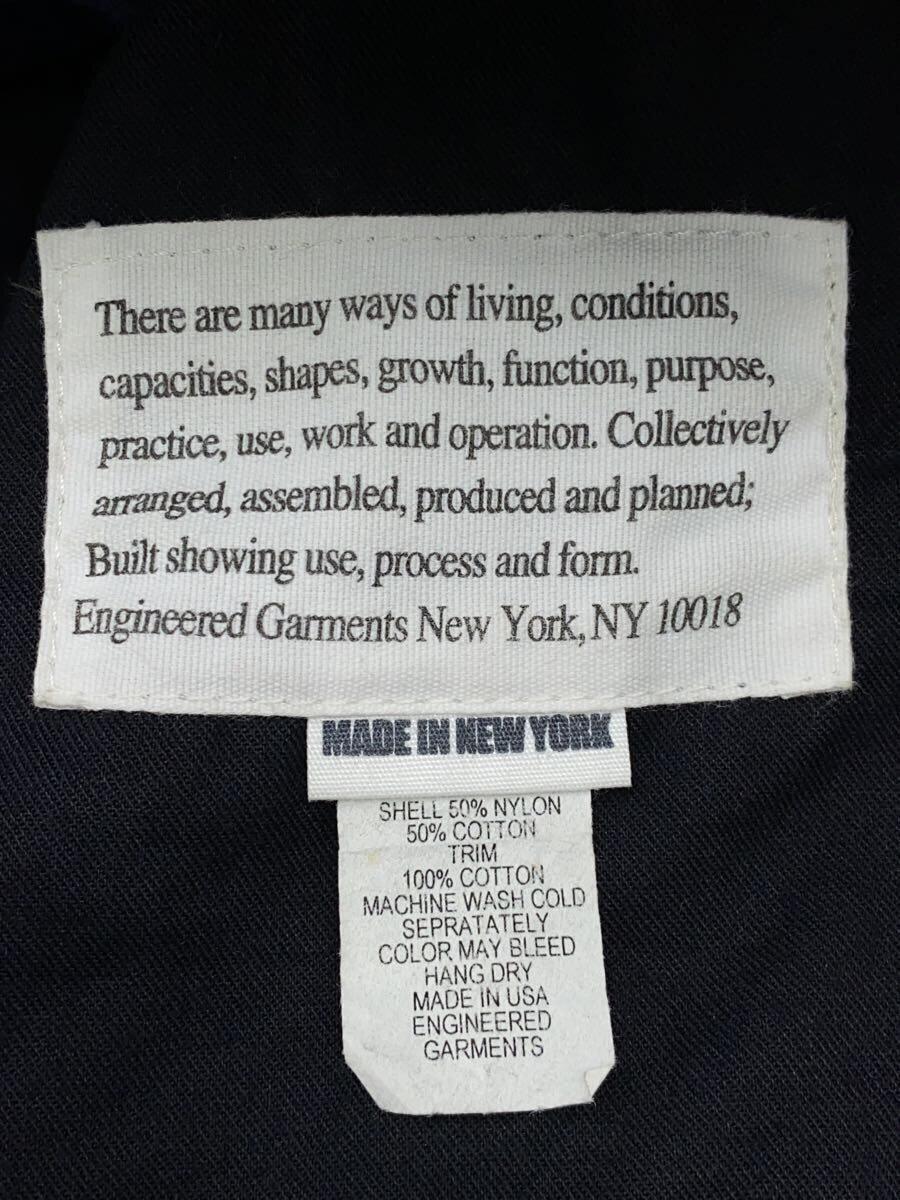 There are many ways of living, conditions,
capacities, shapes, growth, function, purpose,
practice, use, work and operation. Collectively
arranged, assembled, produced and planned;
Built showing use, process and form.
Engineered Garments New York, NY 10018
MADE IN NEW YORK
SHELL 50% NYLON
50% COTTON
TRIM
100% COTTON
MACHINE WASH COLD
SEPRATATELY
COLOR MAY BLEED
HANG DRY
MADE IN USA
ENGINEERED
GARMENTS